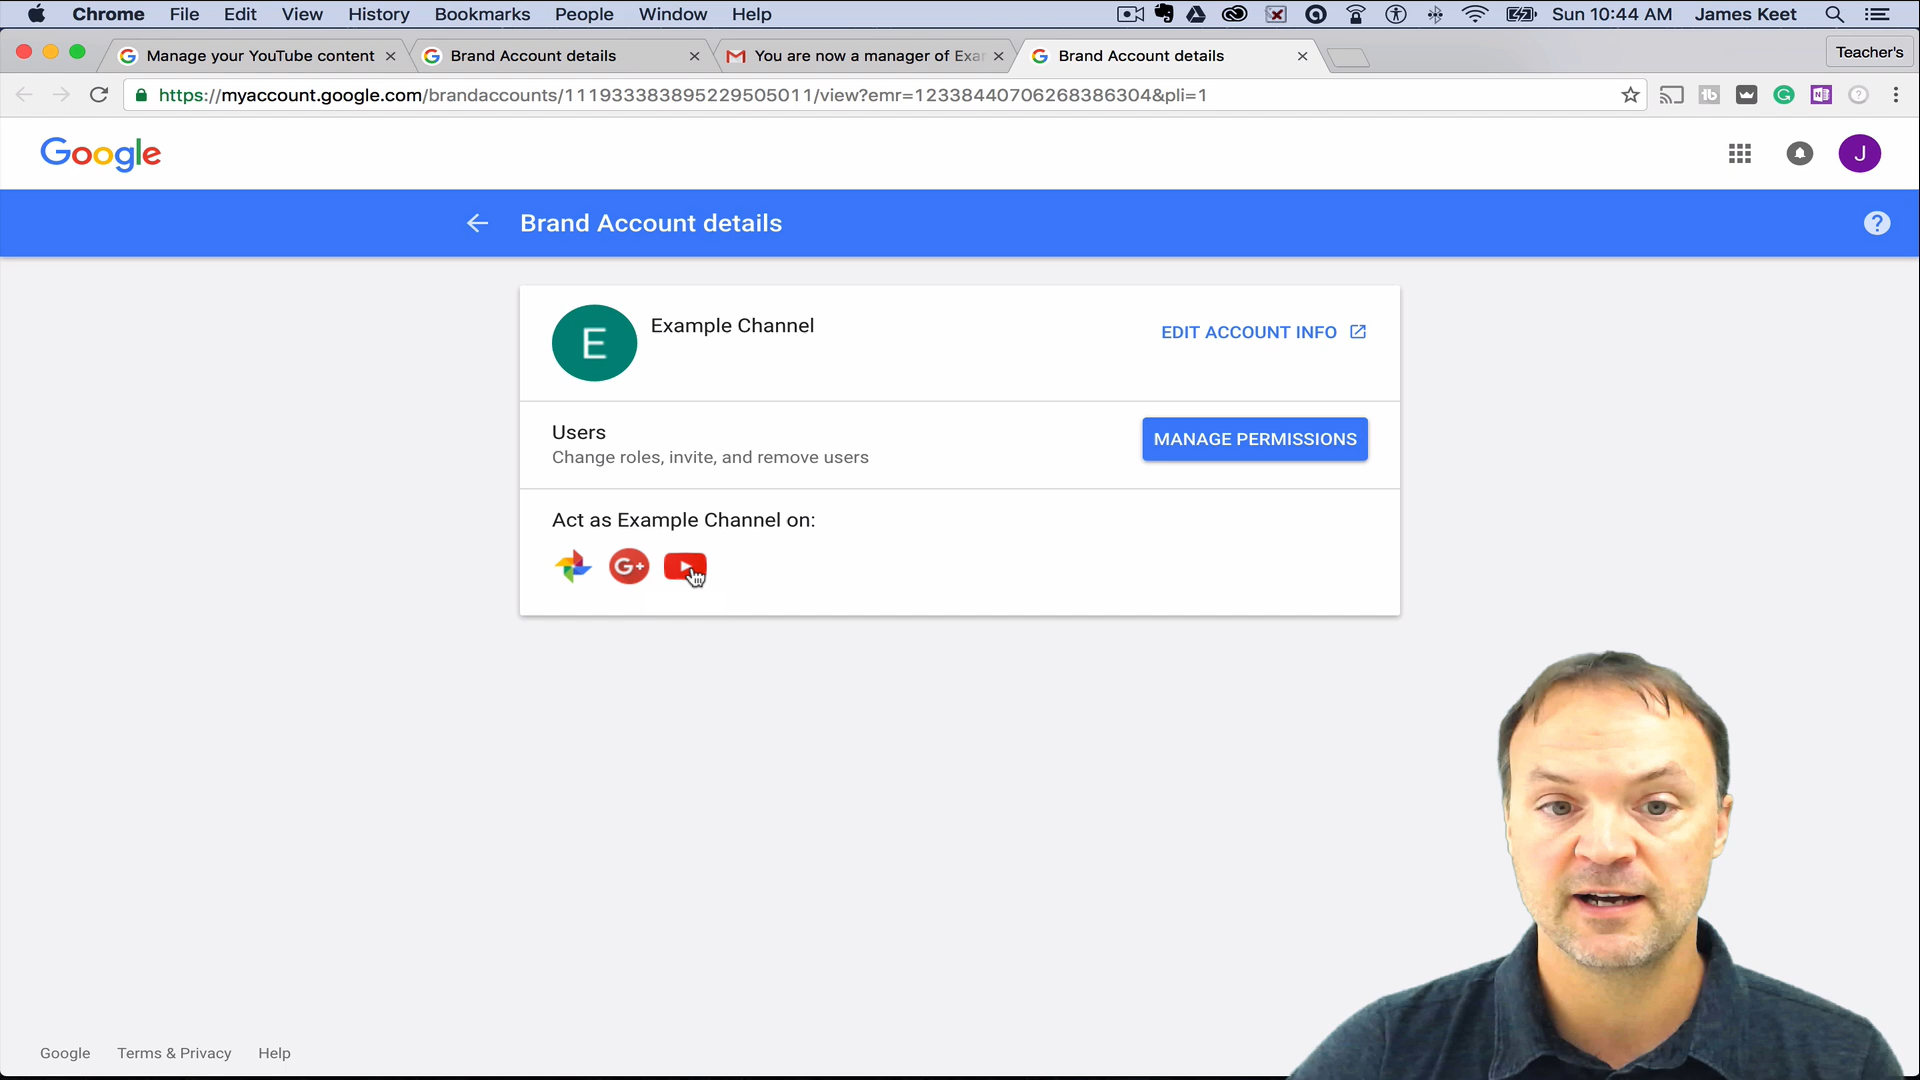 Chrome File Edit View History Bookmarks People Window Help Sun 10:44 AM James Keet
Manage your YouTube content Brand Account details You are now a manager of Exa Brand Account details Teacher's
https://myaccount.google.com/brandaccounts/111933383895229505011/view?emr=12338440706268386304&pli=1
Google J
Brand Account details ?
E Example Channel EDIT ACCOUNT INFO
Users MANAGE PERMISSIONS
Change roles, invite, and remove users
Act as Example Channel on:
G+
Google Terms & Privacy Help